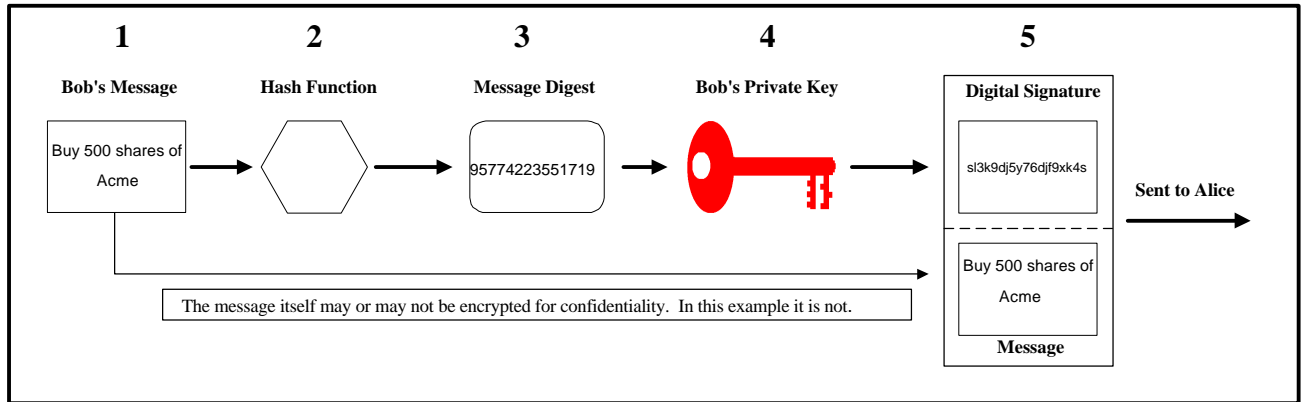 1
2
3
4
5
Bob's Message
Hash Function
Message Digest
Bob's Private Key
Digital Signature
Buy 500 shares of
Acme
95774223551719
sl3k9dj5y76djf9xk4s
Sent to Alice
Buy 500 shares of
Acme
The message itself may or may not be encrypted for confidentiality. In this example it is not.
Message